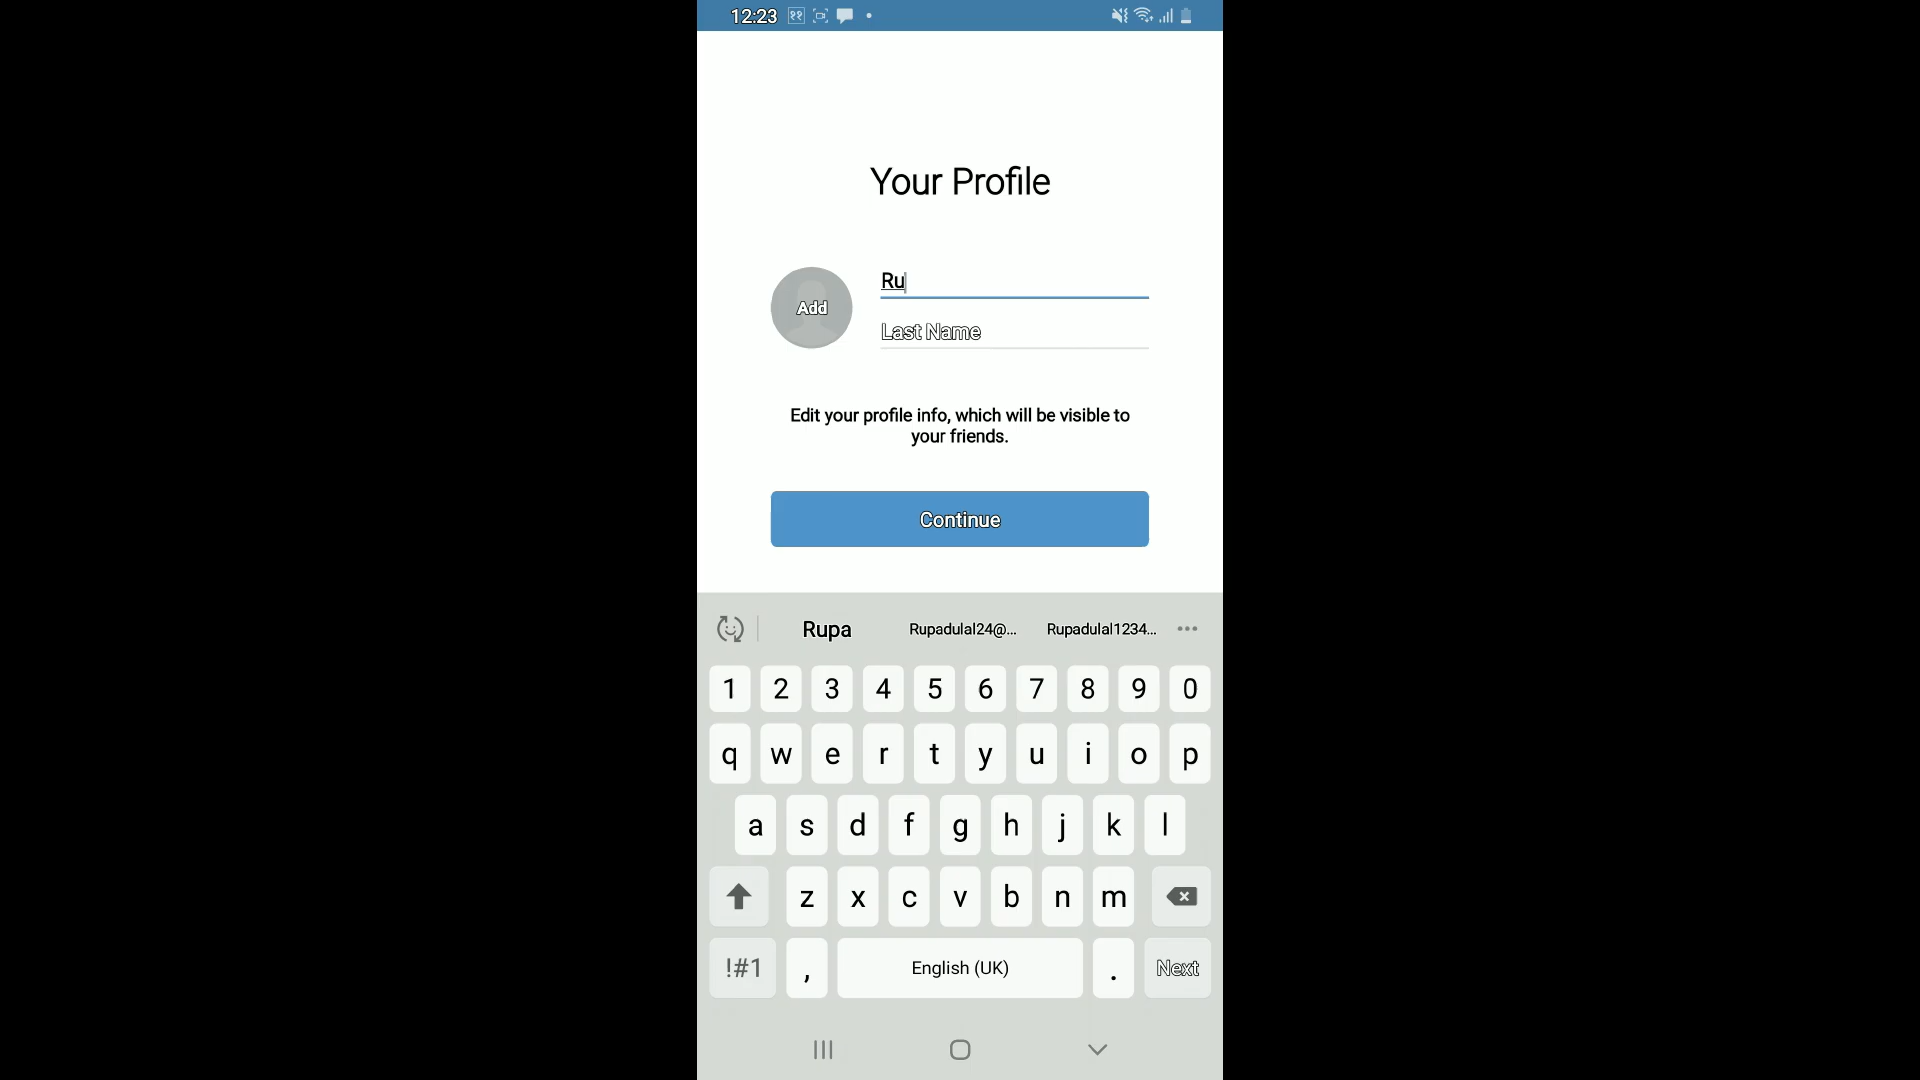 12:23
Your Profile
Ru
Add
Last Name
Edit your profile info, which will be visible to
your friends.
Continue
Rupa Rupadulal24@... Rupadulal1234... •••
1 2 3 4 5 6 7 8 9 0
q w e r t y u i o p
a s d f g h j k l
z x c v b n m
!#1 , English (UK) . Next